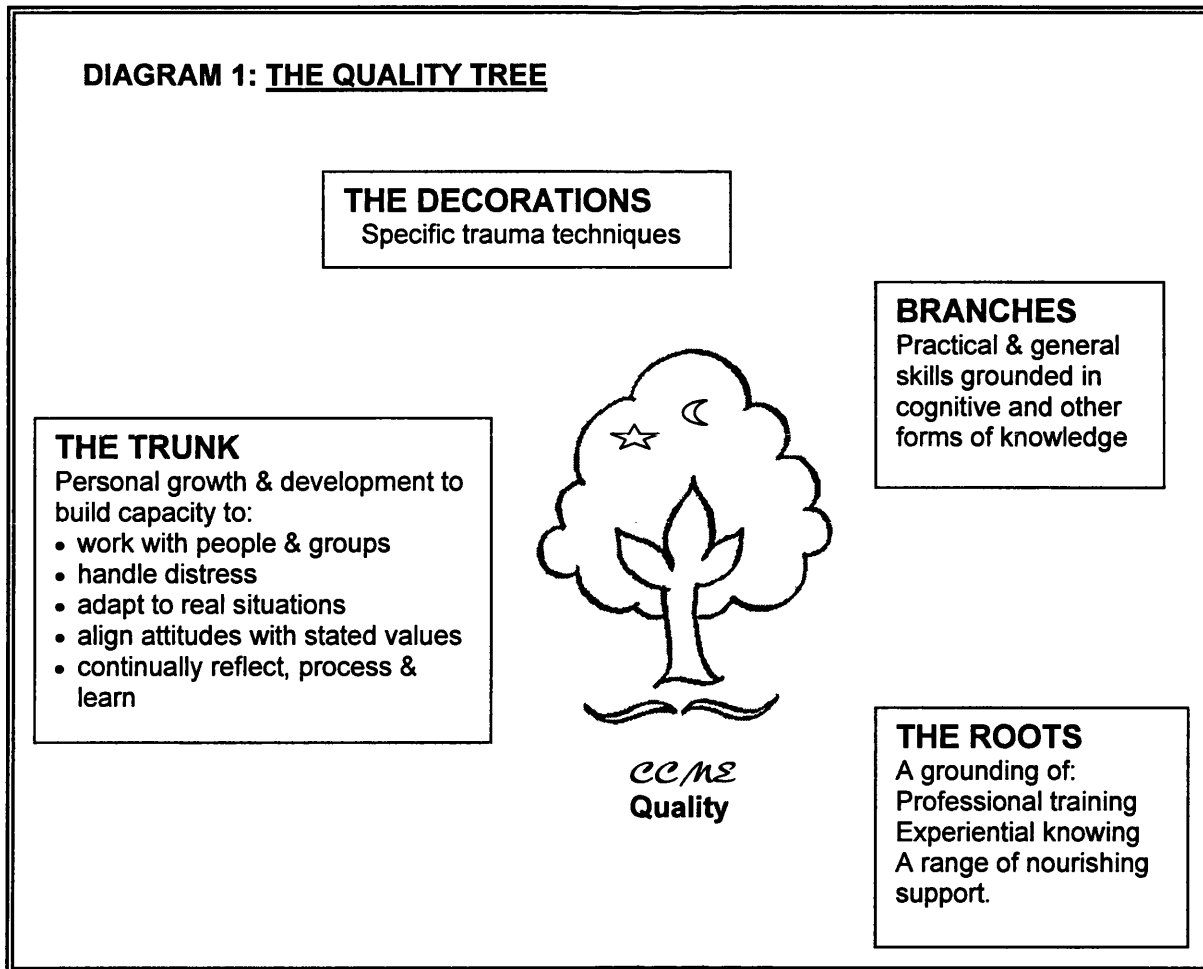 DIAGRAM 1: THE QUALITY TREE
THE DECORATIONS
Specific trauma techniques
BRANCHES
Practical & general
skills grounded in
cognitive and other
forms of knowledge
THE TRUNK
Personal growth & development to
build capacity to:
• work with people & groups
• handle distress
• adapt to real situations
• align attitudes with stated values
• continually reflect, process &
learn
THE ROOTS
A grounding of:
Professional training
Experiential knowing
A range of nourishing
support.
CCME
Quality